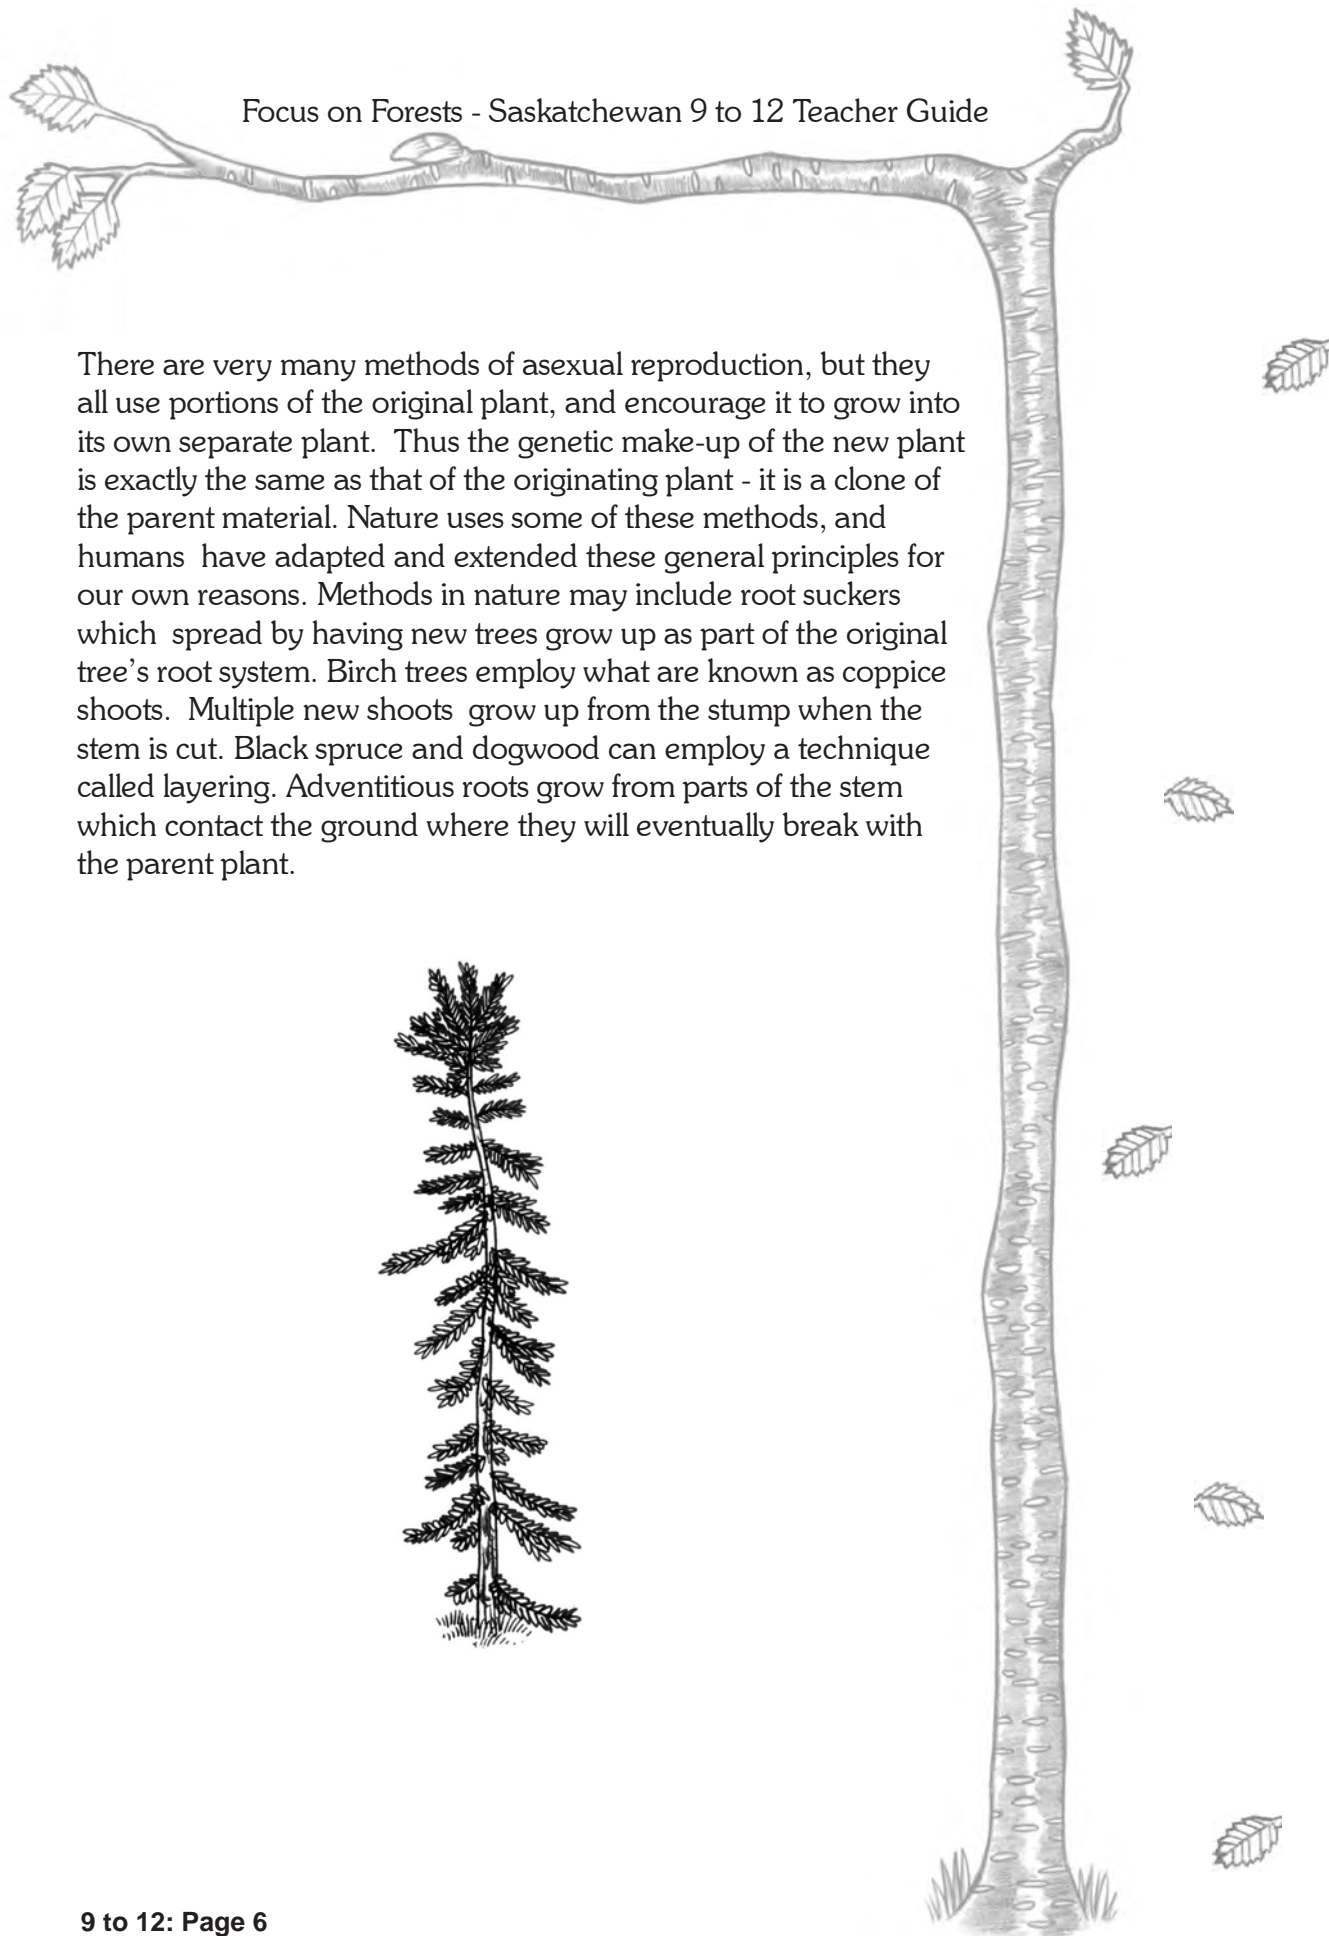 Focus on Forests - Saskatchewan 9 to 12 Teacher Guide
There are very many methods of asexual reproduction, but they
all use portions of the original plant, and encourage it to grow into
its own separate plant.  Thus the genetic make-up of the new plant
is exactly the same as that of the originating plant - it is a clone of
the parent material. Nature uses some of these methods, and
humans  have adapted and extended these general principles for
our own reasons. Methods in nature may include root suckers
which  spread by having new trees grow up as part of the original
tree’s root system. Birch trees employ what are known as coppice
shoots.  Multiple new shoots  grow up from the stump when the
stem is cut. Black spruce and dogwood can employ a technique
called layering. Adventitious roots grow from parts of the stem
which contact the ground where they will eventually break with
the parent plant.
9 to 12: Page 6